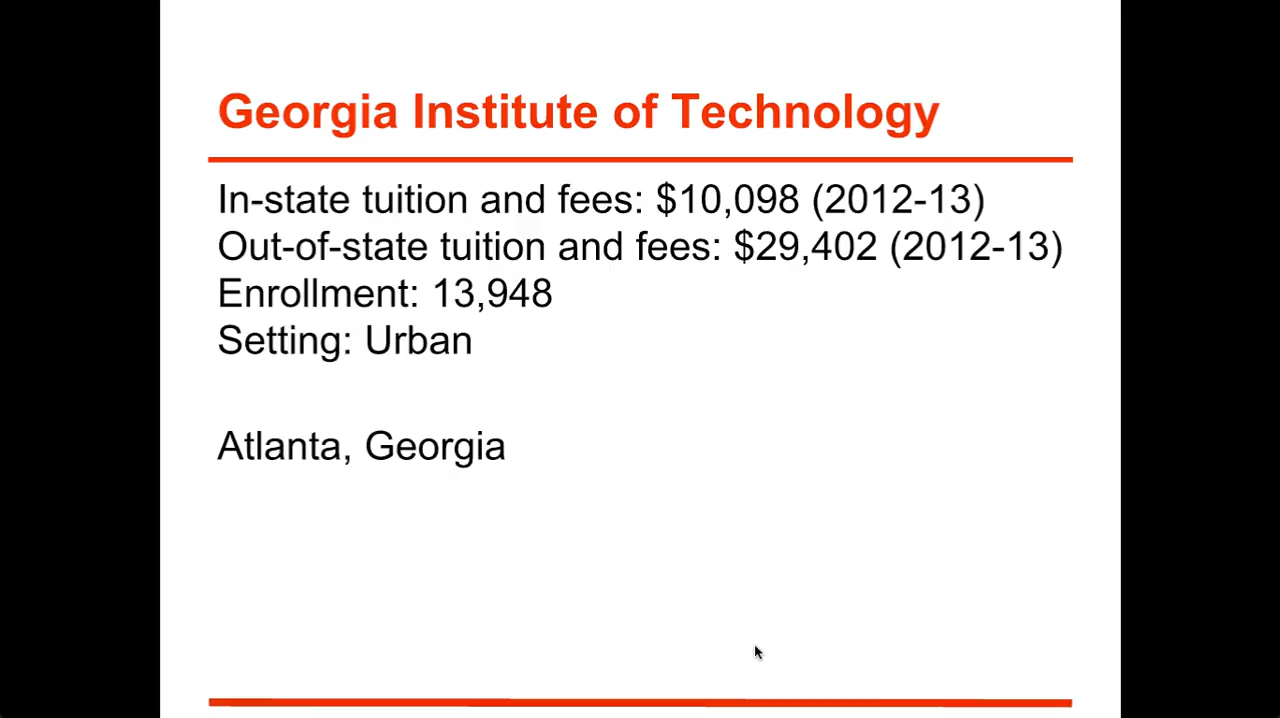 Georgia Institute of Technology
In-state tuition and fees: $10,098 (2012-13)
Out-of-state tuition and fees: $29,402 (2012-13)
Enrollment: 13,948
Setting: Urban
Atlanta, Georgia